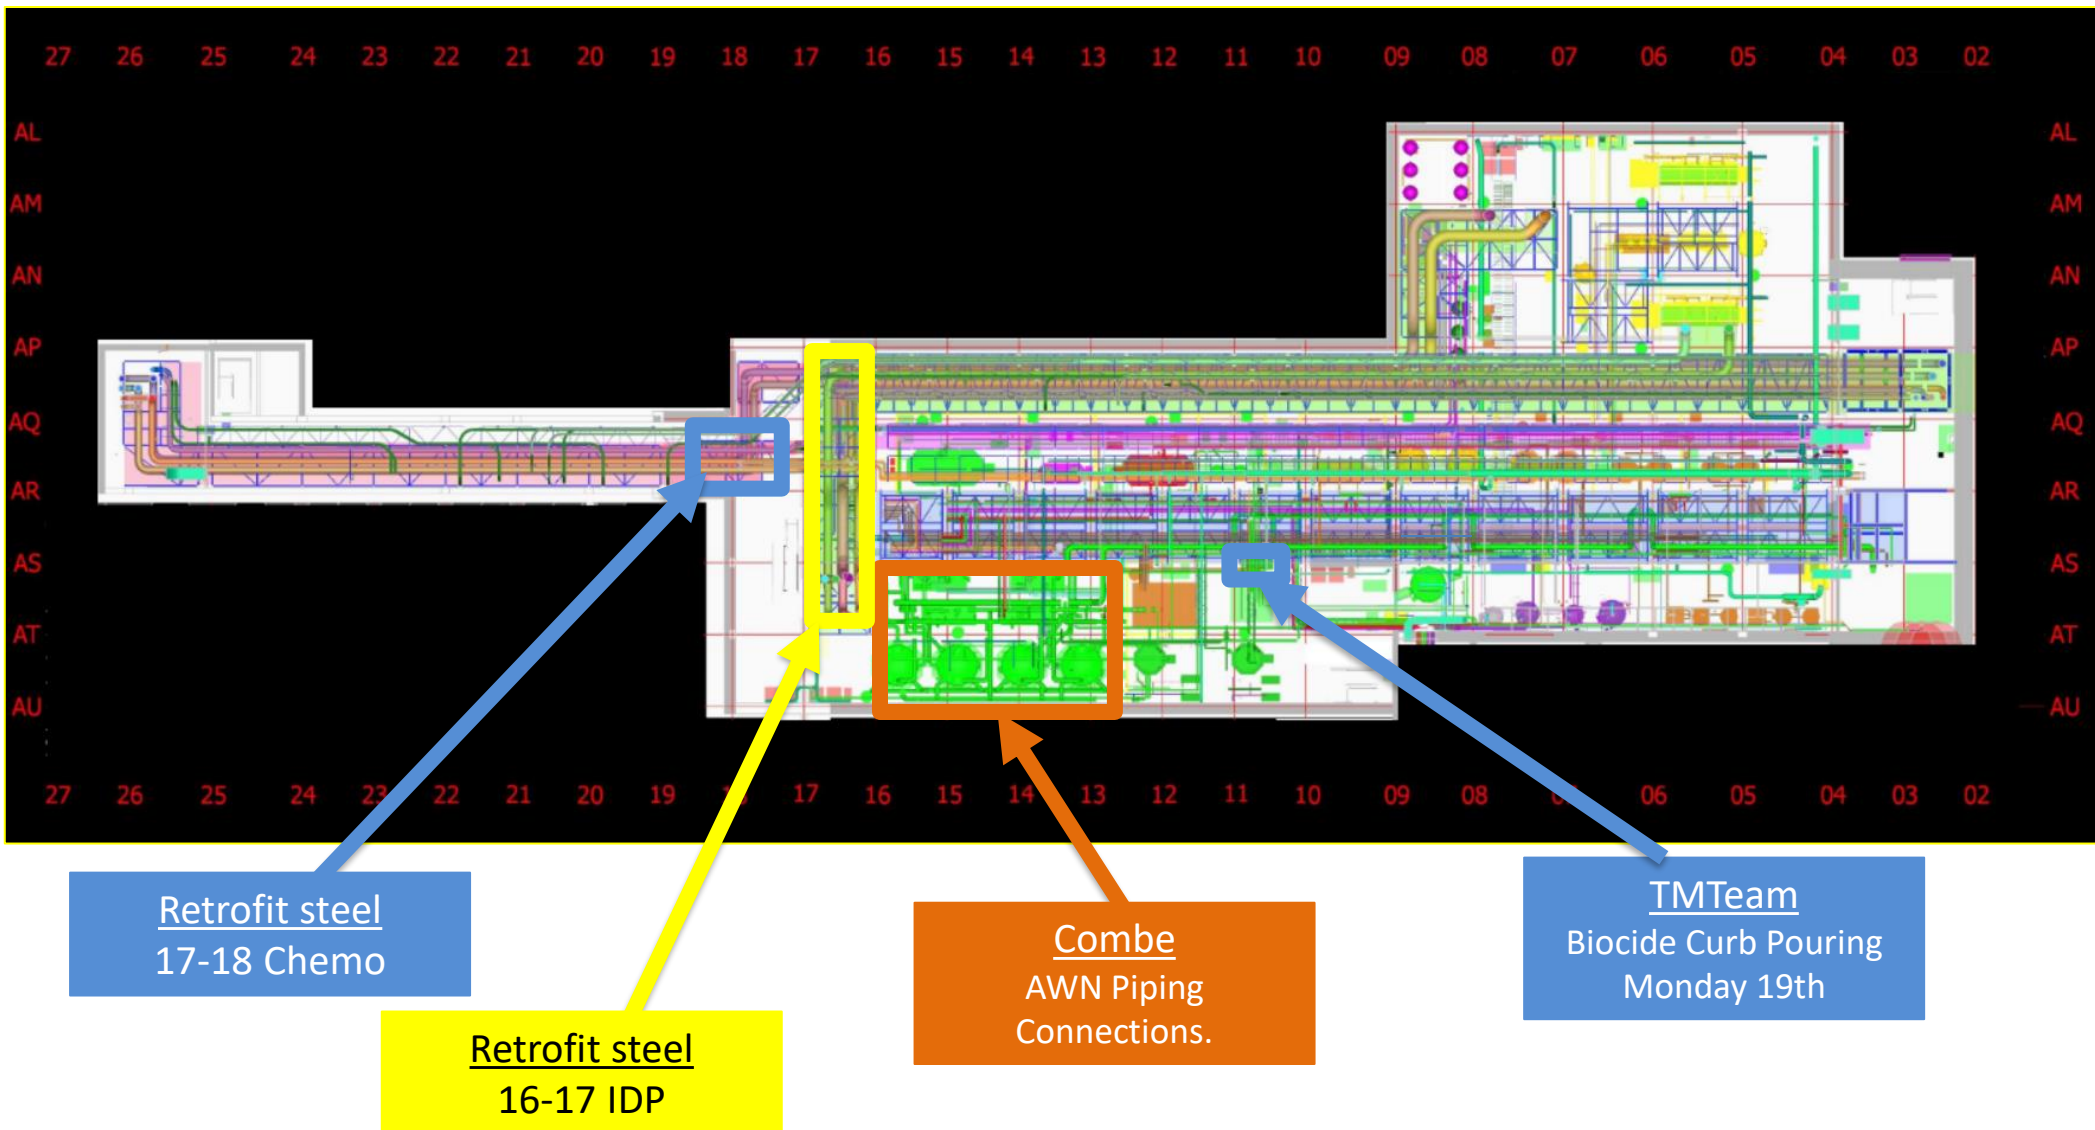 27 26 25 24 23 22 21 20 19 18 17 16 15 14 13 12 11 10 09 08 07 06 05 04 03 02
AL AL
AM AM
AN AN
AP AP
AQ AQ
AR AR
AS AS
AT AT
AU AU
27 26 25 24 23 22 21 20 19 18 17 16 15 14 13 12 11 10 09 08 06 05 04 03 02
Retrofit steel
17-18 Chemo
Retrofit steel
16-17 IDP
Combe
AWN Piping
Connections.
TMTeam
Biocide Curb Pouring
Monday 19th